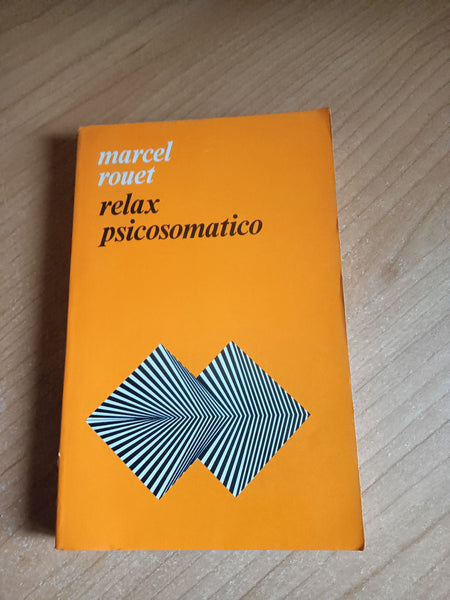 marcel
rouet
relax
psicosomatico